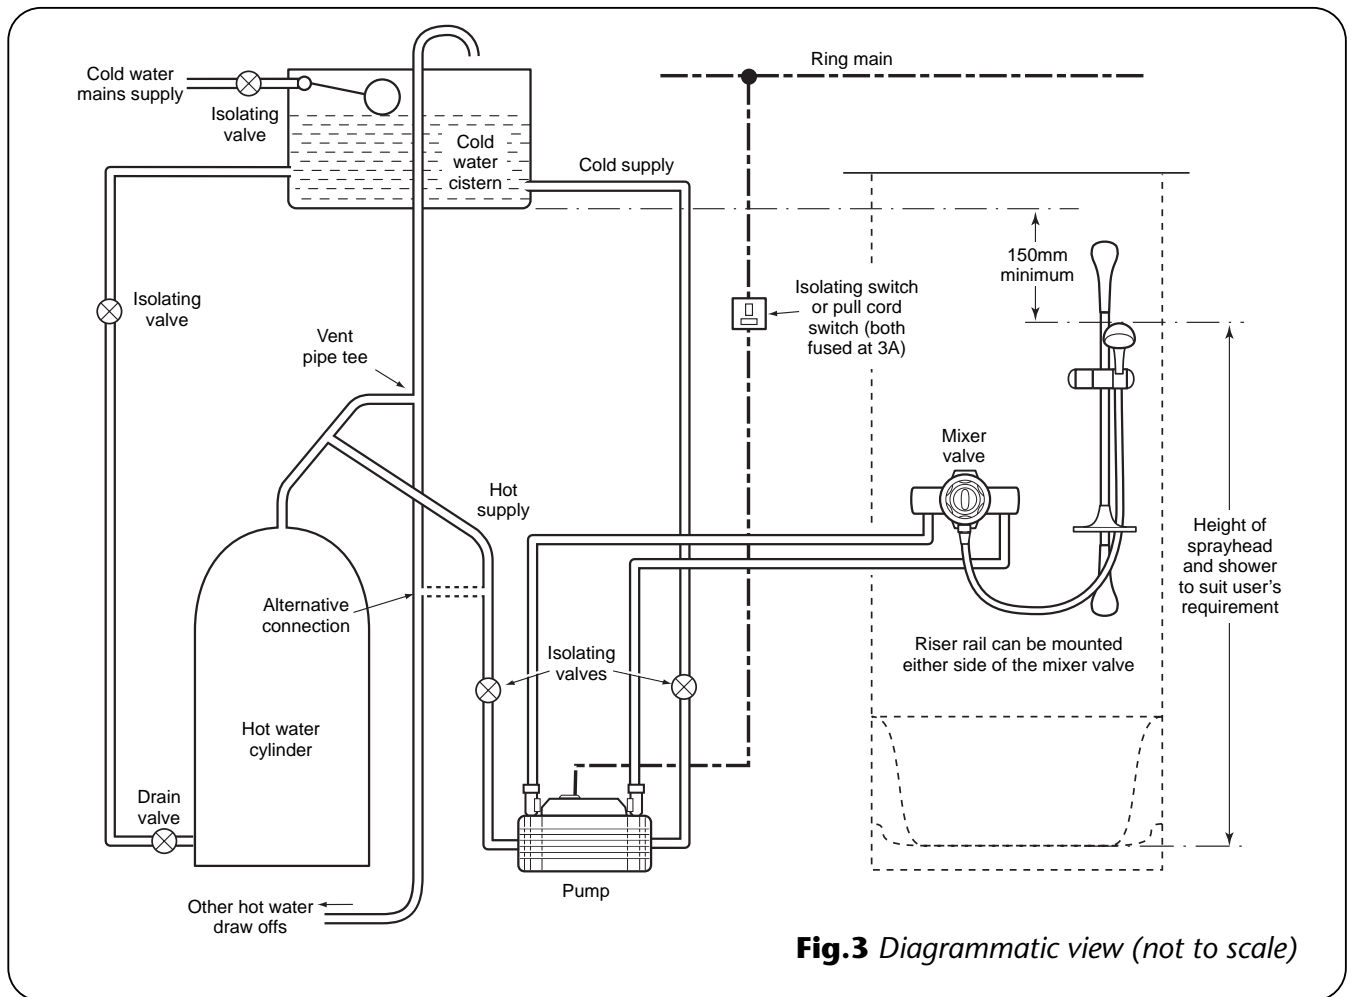 Ring main
Cold water
mains supply
Isolating
valve
Cold
water
cistern
Cold supply
150mm
minimum
Isolating switch
or pull cord
switch (both
fused at 3A)
Isolating
valve
Vent
pipe tee
Mixer
valve
Hot
supply
Height of
sprayhead
and shower
to suit user's
requirement
Alternative
connection
Riser rail can be mounted
either side of the mixer valve
Isolating
valves
Hot water
cylinder
Drain
valve
Pump
Other hot water
draw offs
Fig.3 Diagrammatic view (not to scale)